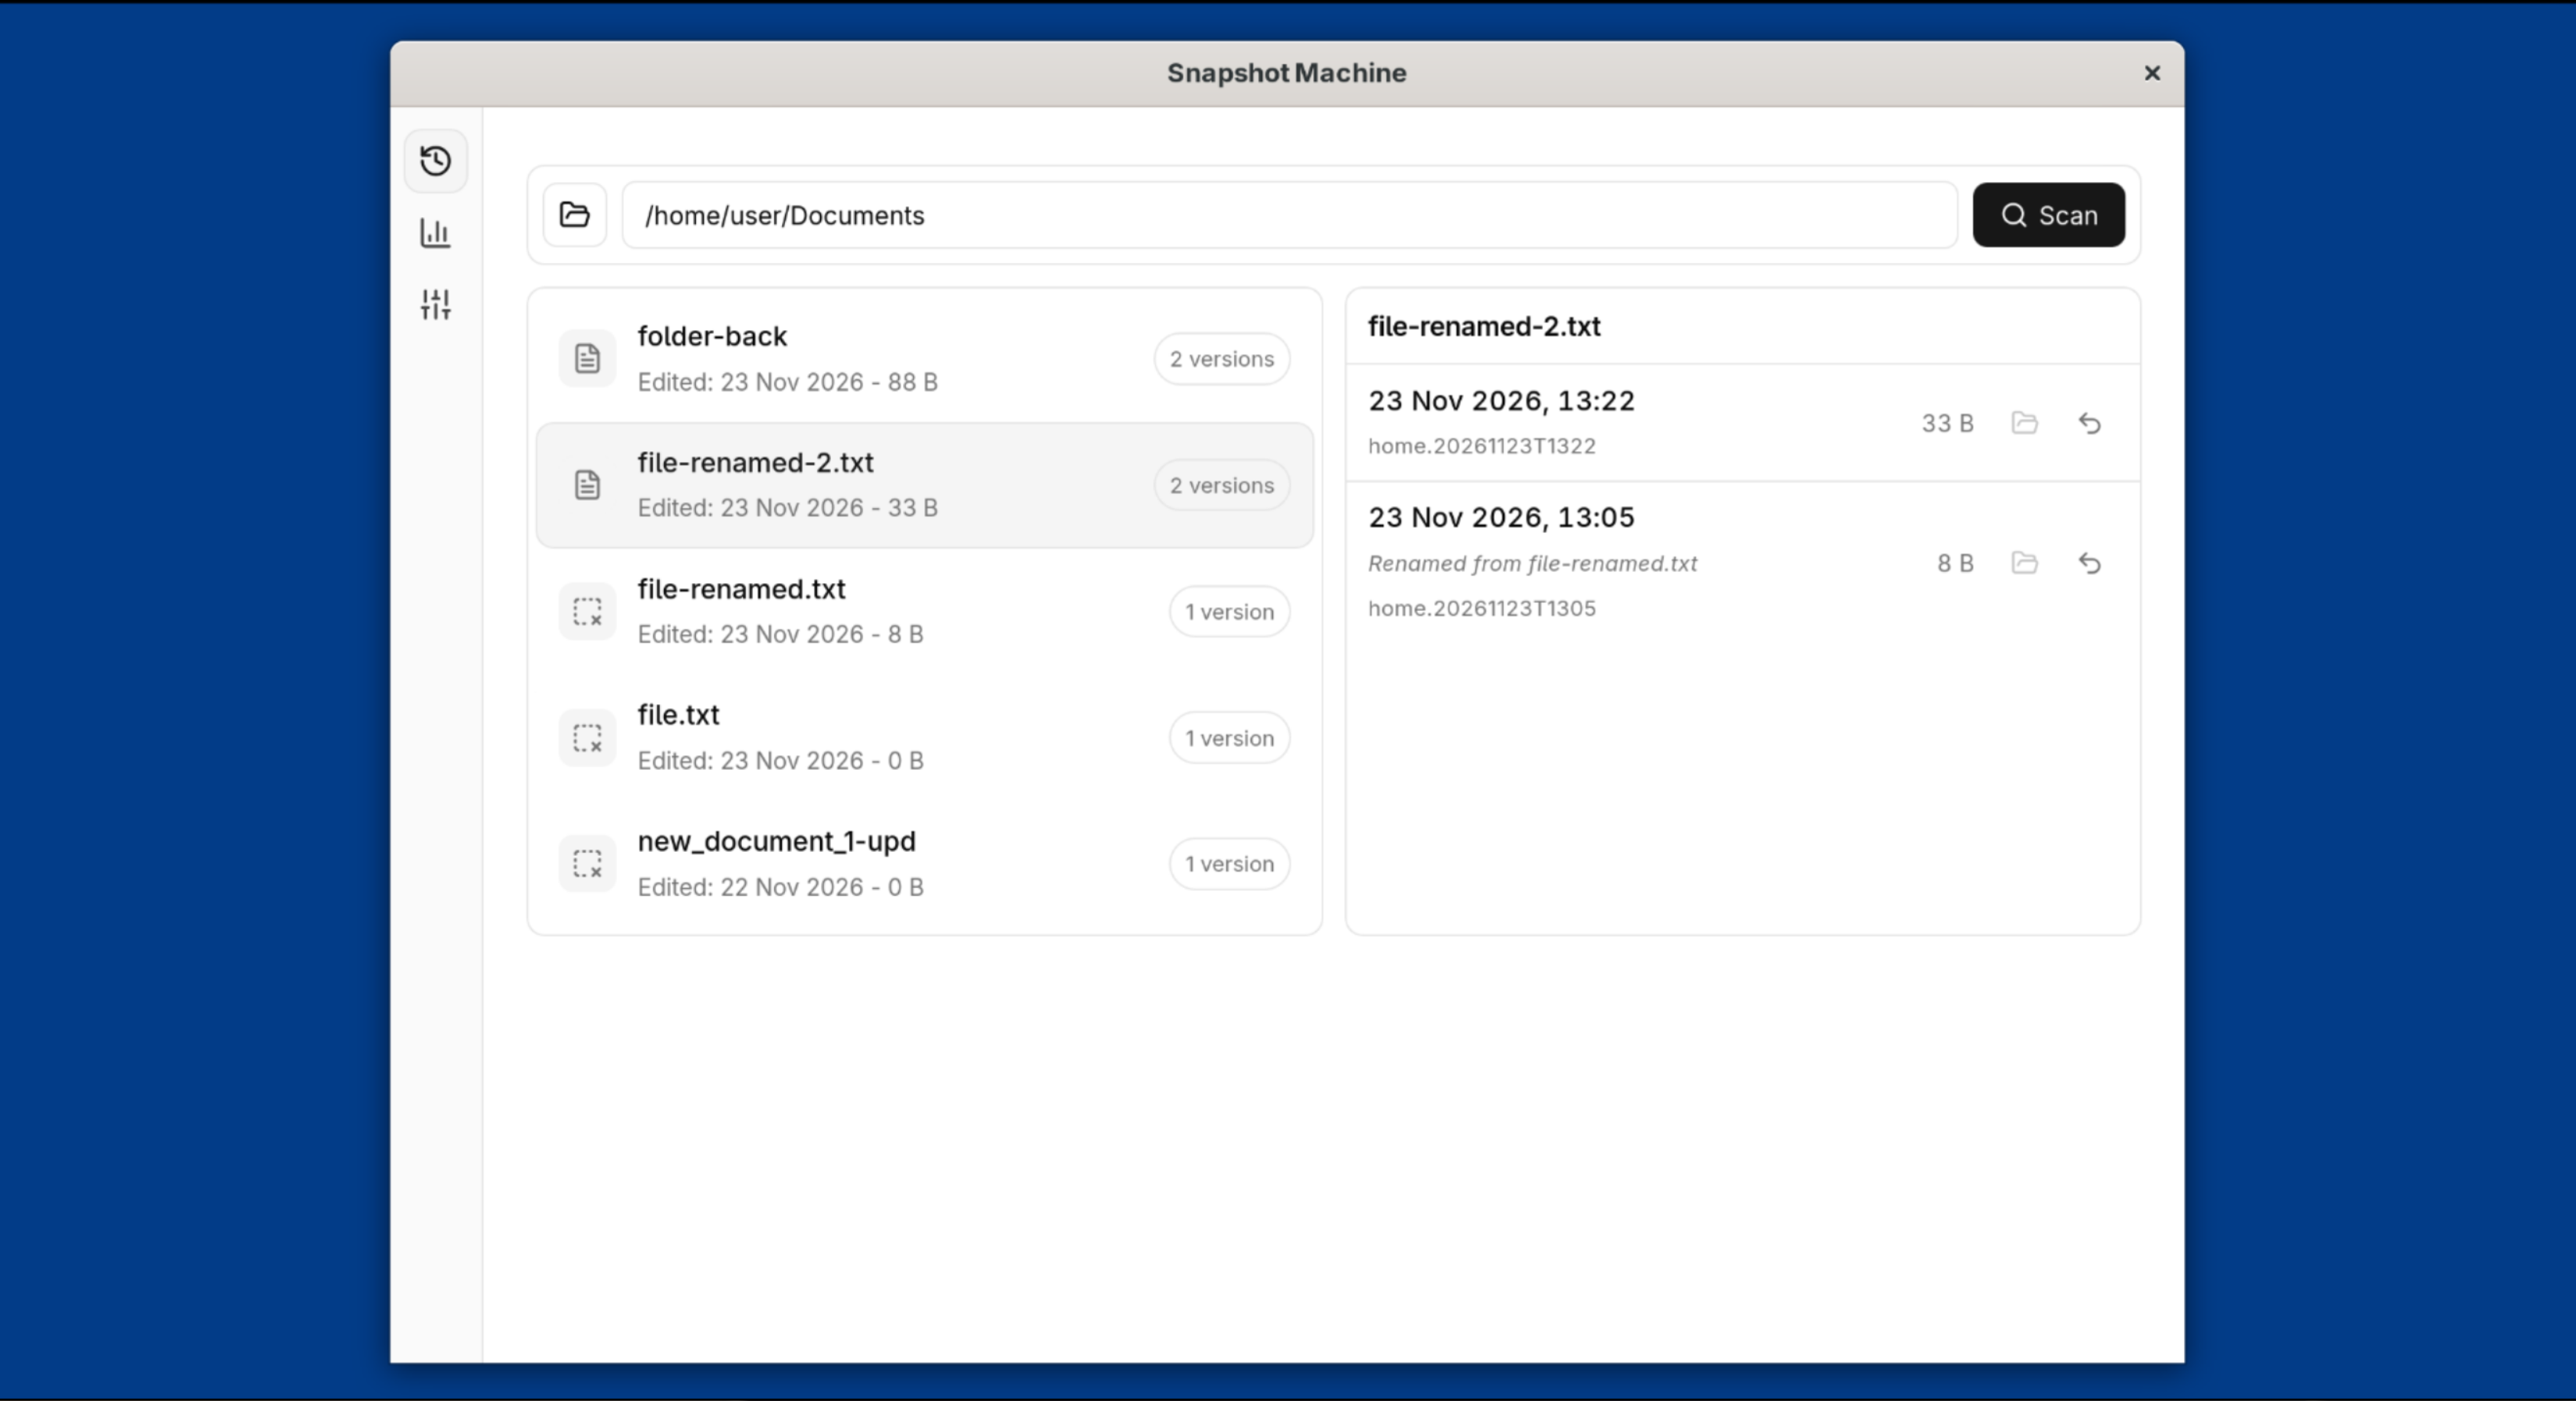 Snapshot Machine
/home/user/Documents
Scan
folder-back
Edited: 23 Nov 2026 - 88 B
2 versions
file-renamed-2.txt
Edited: 23 Nov 2026 - 33 B
2 versions
file-renamed.txt
Edited: 23 Nov 2026 - 8 B
1 version
file.txt
Edited: 23 Nov 2026 - 0 B
1 version
new_document_1-upd
Edited: 22 Nov 2026 - 0 B
1 version
file-renamed-2.txt
23 Nov 2026, 13:22
home.20261123T1322
33 B
23 Nov 2026, 13:05
Renamed from file-renamed.txt
home.20261123T1305
8 B